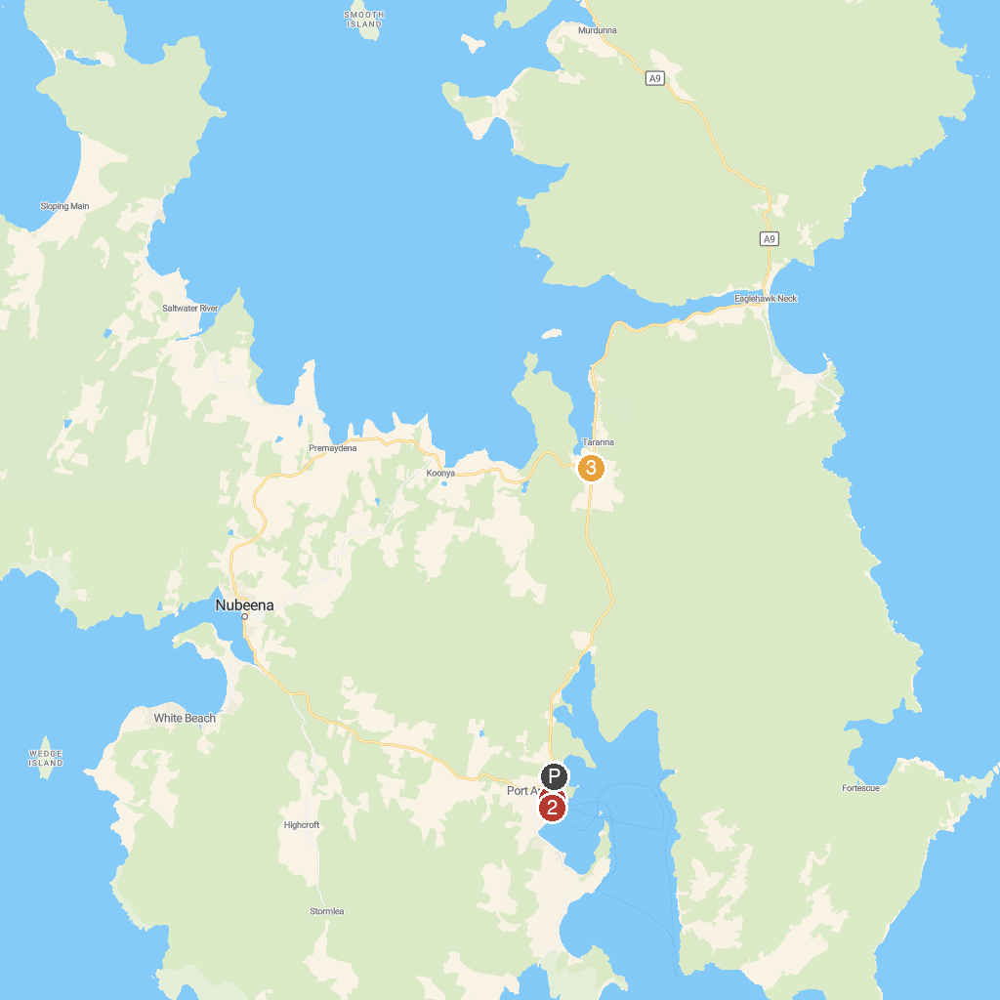 SMOOTH
ISLAND
Murdunna
A9
Sloping Main
A9
Eaglehawk Neck
Saltwater River
Taranna
Premaydena
3
Koonya
Nubeena
White Beach
WEDGE
ISLAND
P
Port A
Fortescue
2
Highcroft
Stormlea